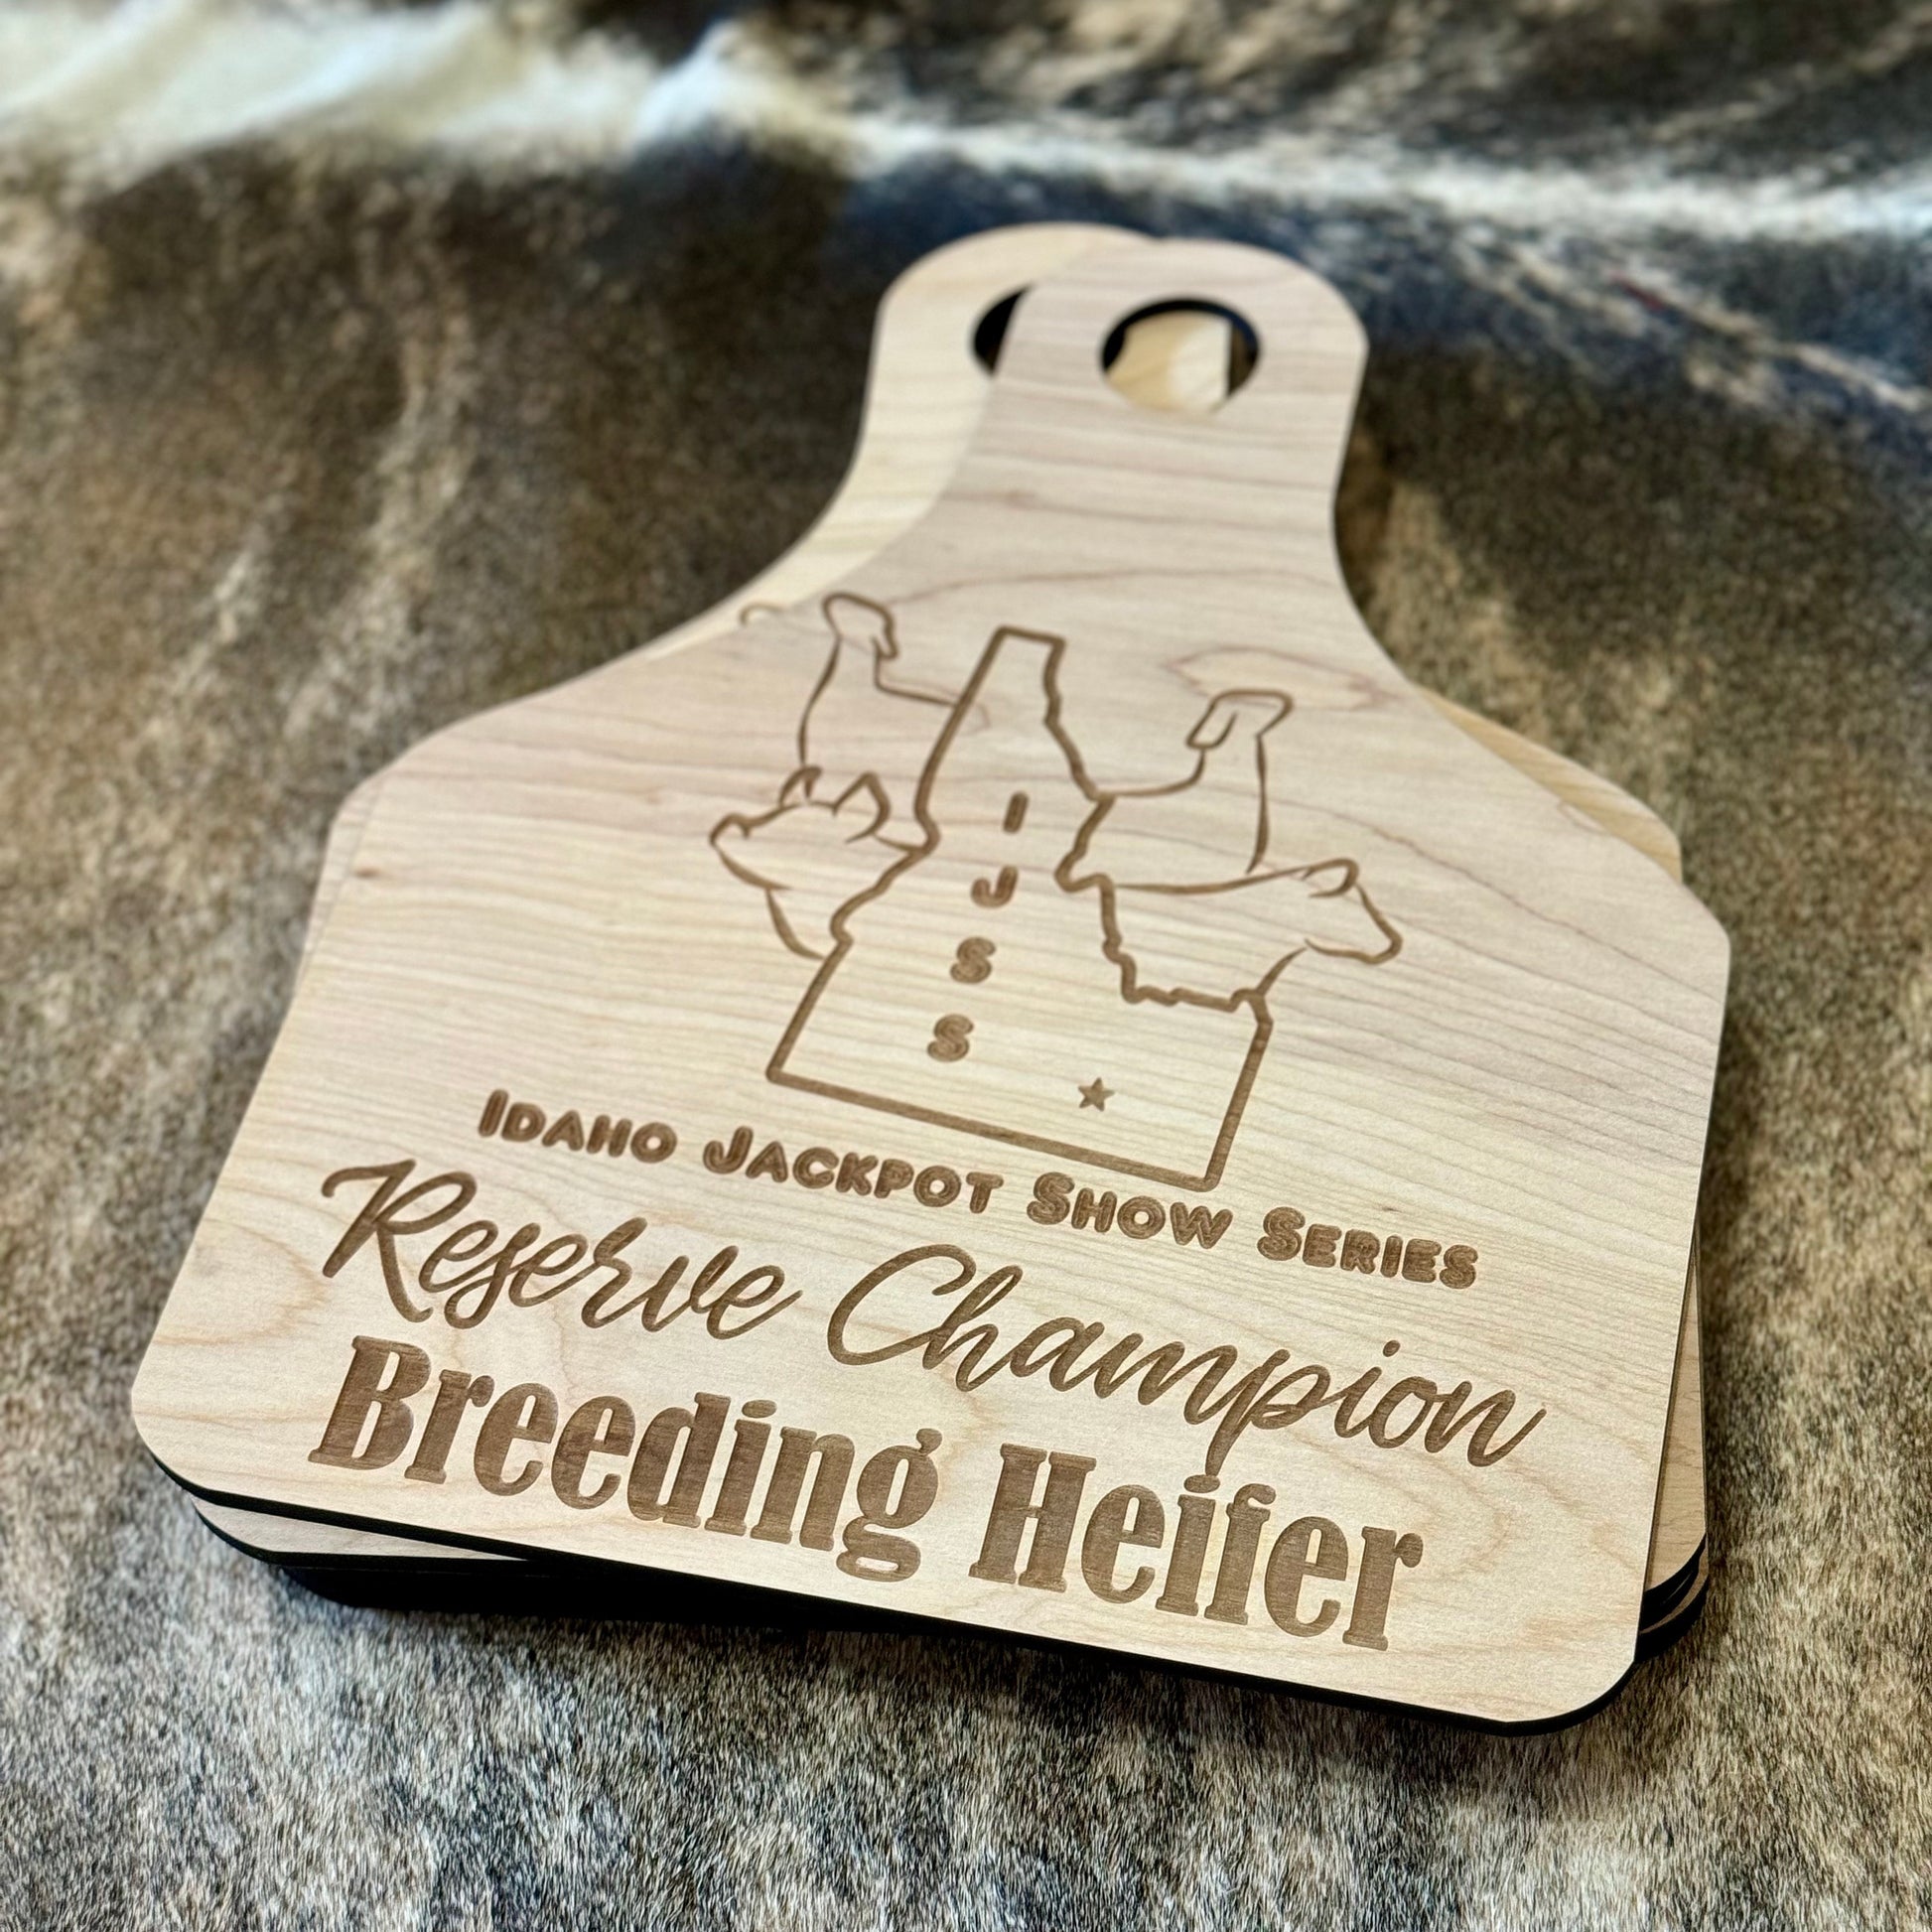 I
J
S
S
Idaho Jackpot Show Series
Reserve Champion
Breeding Heifer